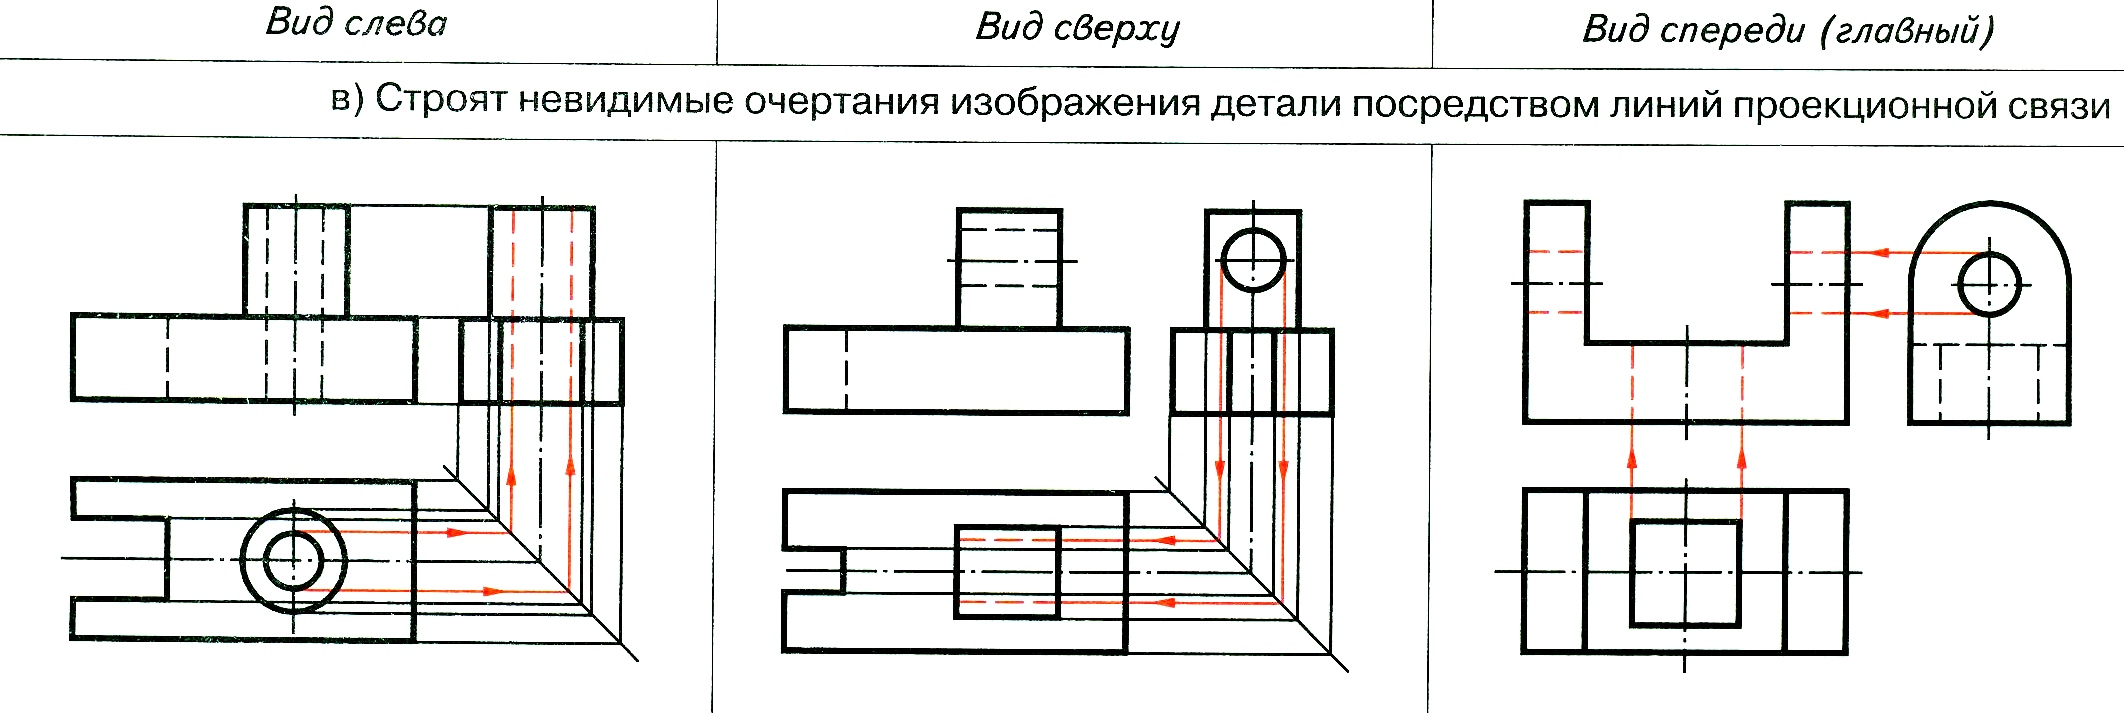 Вид слева
Вид сверху
Вид спереди (главный)
в) Строят невидимые очертания изображения детали посредством линий проекционной связи